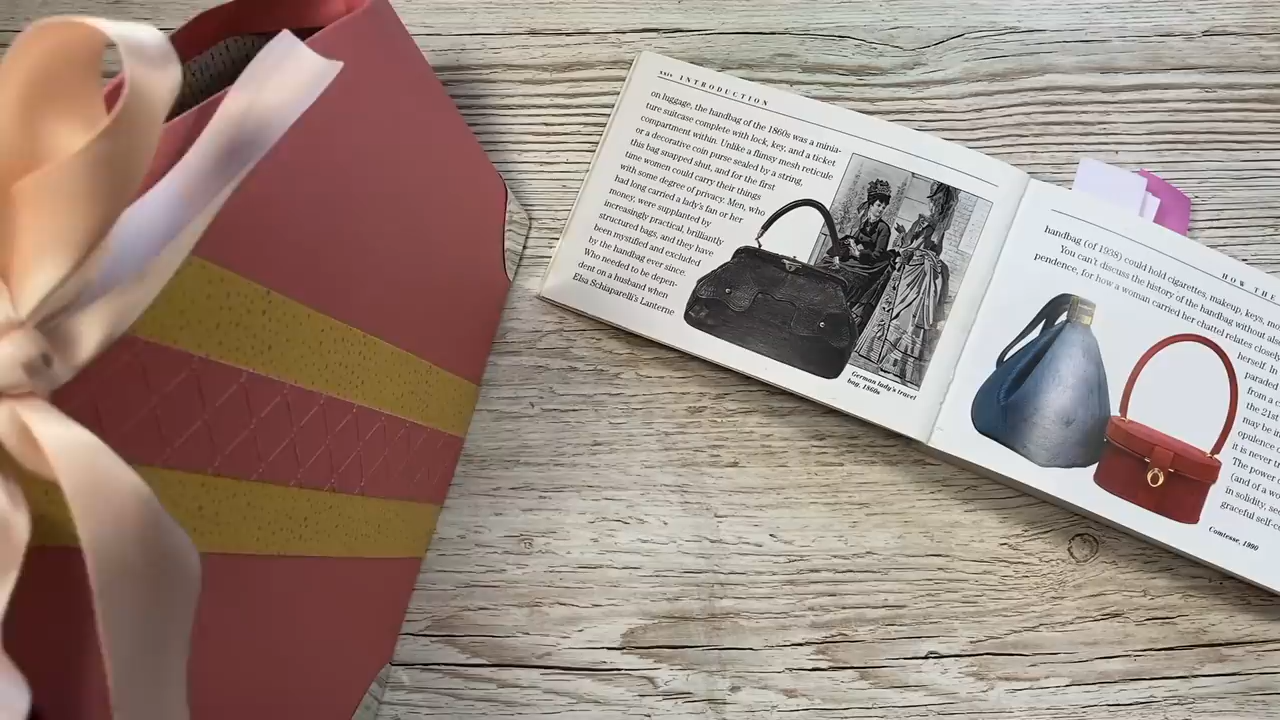 xxiv INTRODUCTION
on luggage, the handbag of the 1860s was a minia-
ture suitcase complete with lock, key, and a ticket
compartment within. Unlike a flimsy mesh reticule
or a decorative coin purse sealed by a string,
this bag snapped shut, and for the first
time women could carry their things
with some degree of privacy. Men, who
had long carried a lady's fan or her
money, were supplanted by
increasingly practical, brilliantly
structured bags, and they have
been mystified and excluded
by the handbag ever since.
Who needed to be depen-
dent on a husband when
Elsa Schiaparelli's Lanterne
German lady's travel
bag, 1860s
HOW THE
handbag (of 1938) could hold cigarettes, makeup, keys,
You can't discuss the history of the handbag without
pendence, for how a woman carried her chattel relates
herself. In
paraded
from a
the 21
may be
opulence
it is never
The power
(and of a
in solidity,
graceful self-
Comtesse, 1990